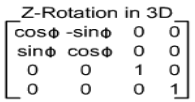 Z-Rotation in 3D
cosΦ -sinΦ 0 0
sinΦ cosΦ 0 0
0 0 1 0
0 0 0 1